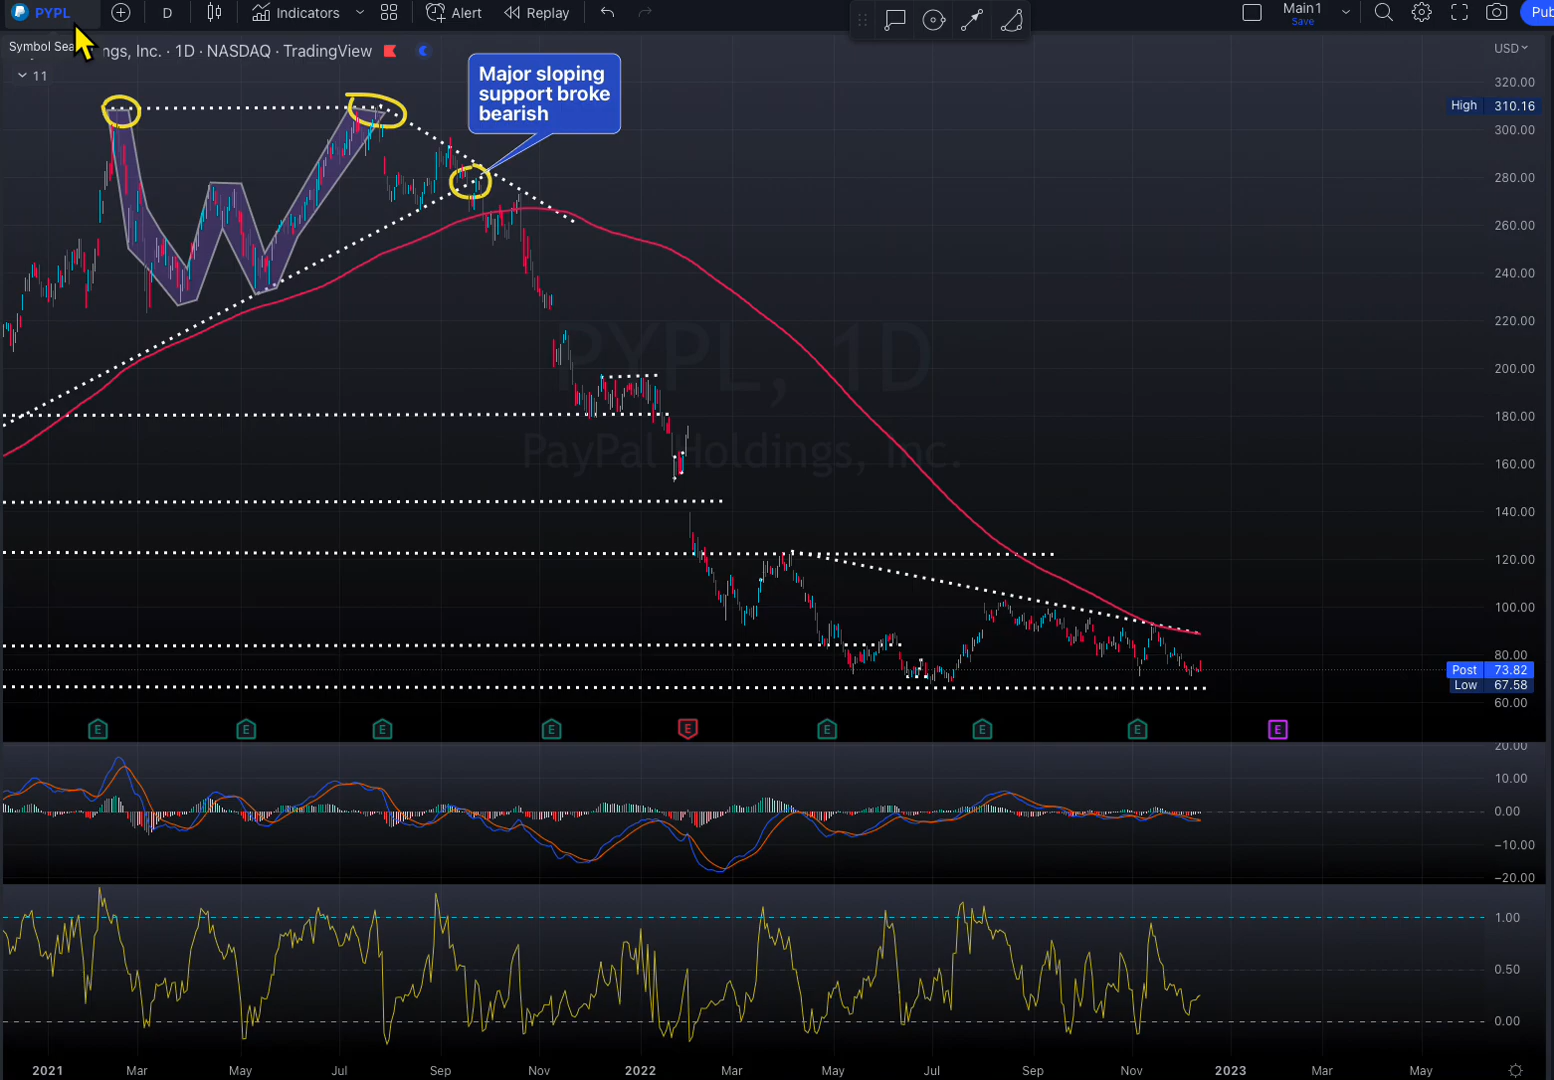 PYPL
D
Indicators
Alert
Replay
Main1
Save
Pub
Symbol Sea
ngs, Inc. · 1D · NASDAQ · TradingView
11
USD
Major sloping
support broke
bearish
320.00
High 310.16
300.00
280.00
260.00
240.00
220.00
200.00
180.00
160.00
140.00
120.00
100.00
80.00
Post 73.82
Low 67.58
60.00
PYPL, 1D
PayPal Holdings, Inc.
E E E E E E E E E
20.00
10.00
0.00
−10.00
−20.00
1.00
0.50
0.00
2021 Mar May Jul Sep Nov 2022 Mar May Jul Sep Nov 2023 Mar May